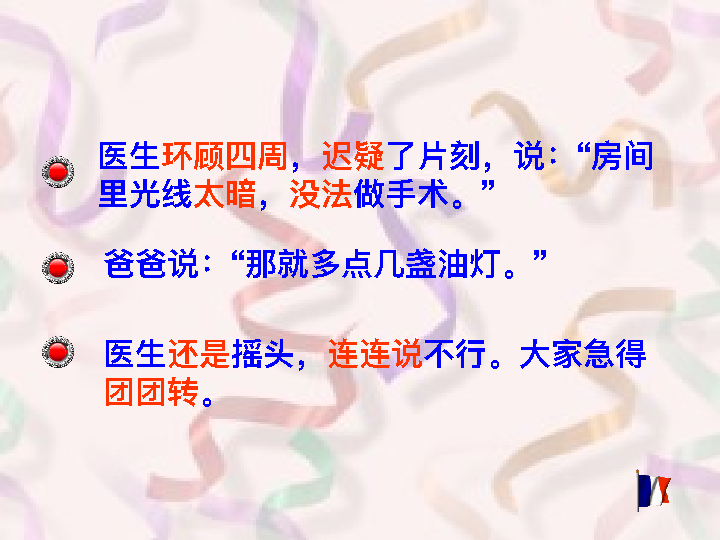 医生环顾四周，迟疑了片刻，说：“房间
里光线太暗，没法做手术。”
爸爸说：“那就多点几盏油灯。”
医生还是摇头，连连说不行。大家急得
团团转。